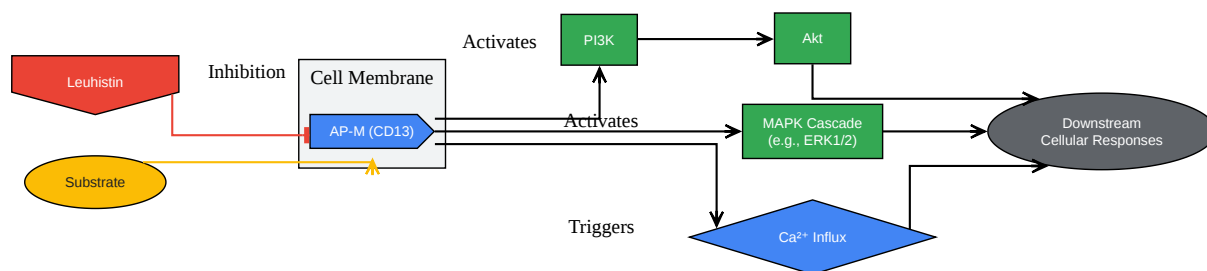 Activates
PI3K
Akt
Inhibition
Cell Membrane
Leuhistin
AP-M (CD13)
Activates
MAPK Cascade
(e.g., ERK1/2)
Downstream
Cellular Responses
Substrate
Triggers
Ca²⁺ Influx